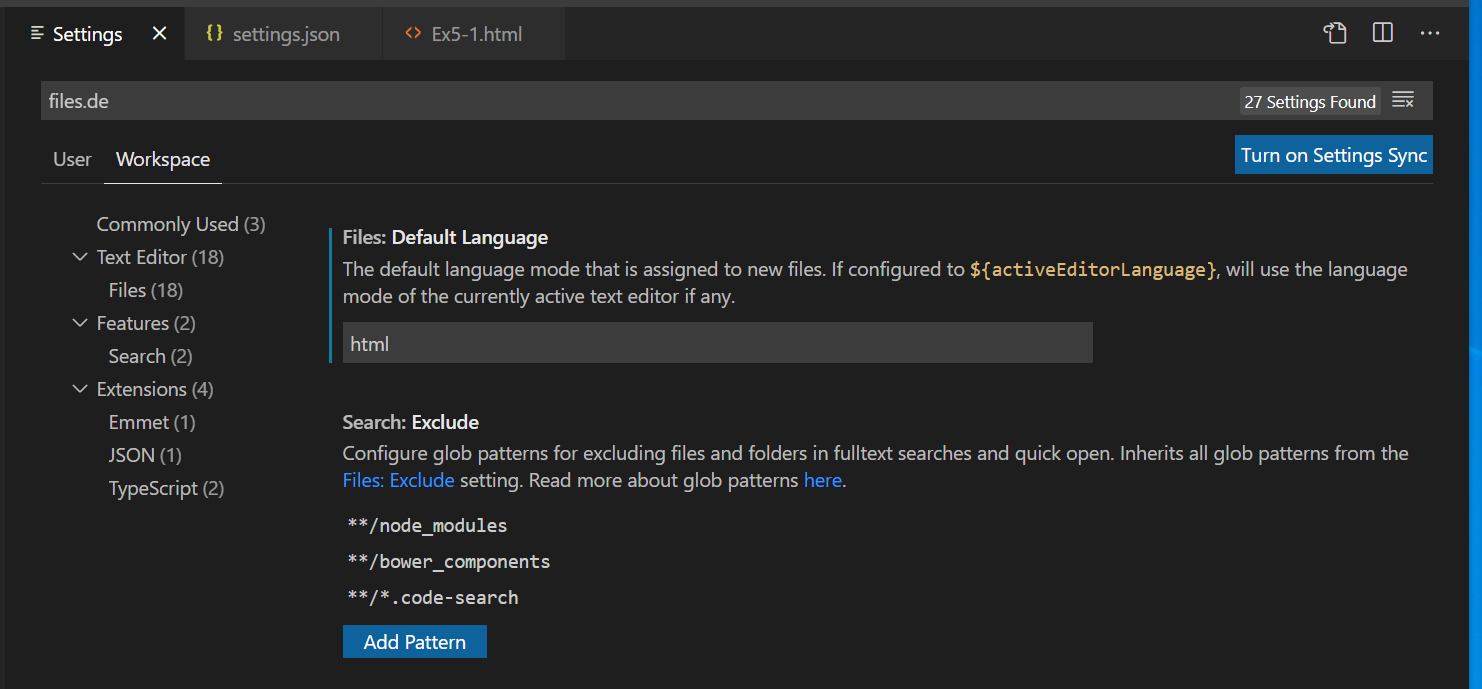 Settings
settings.json
Ex5-1.html
files.de
27 Settings Found
User
Workspace
Turn on Settings Sync
Commonly Used (3)
Text Editor (18)
Files (18)
Features (2)
Search (2)
Extensions (4)
Emmet (1)
JSON (1)
TypeScript (2)
Files: Default Language
The default language mode that is assigned to new files. If configured to ${activeEditorLanguage}, will use the language
mode of the currently active text editor if any.
html
Search: Exclude
Configure glob patterns for excluding files and folders in fulltext searches and quick open. Inherits all glob patterns from the
Files: Exclude setting. Read more about glob patterns here.
**/node_modules
**/bower_components
**/*.code-search
Add Pattern